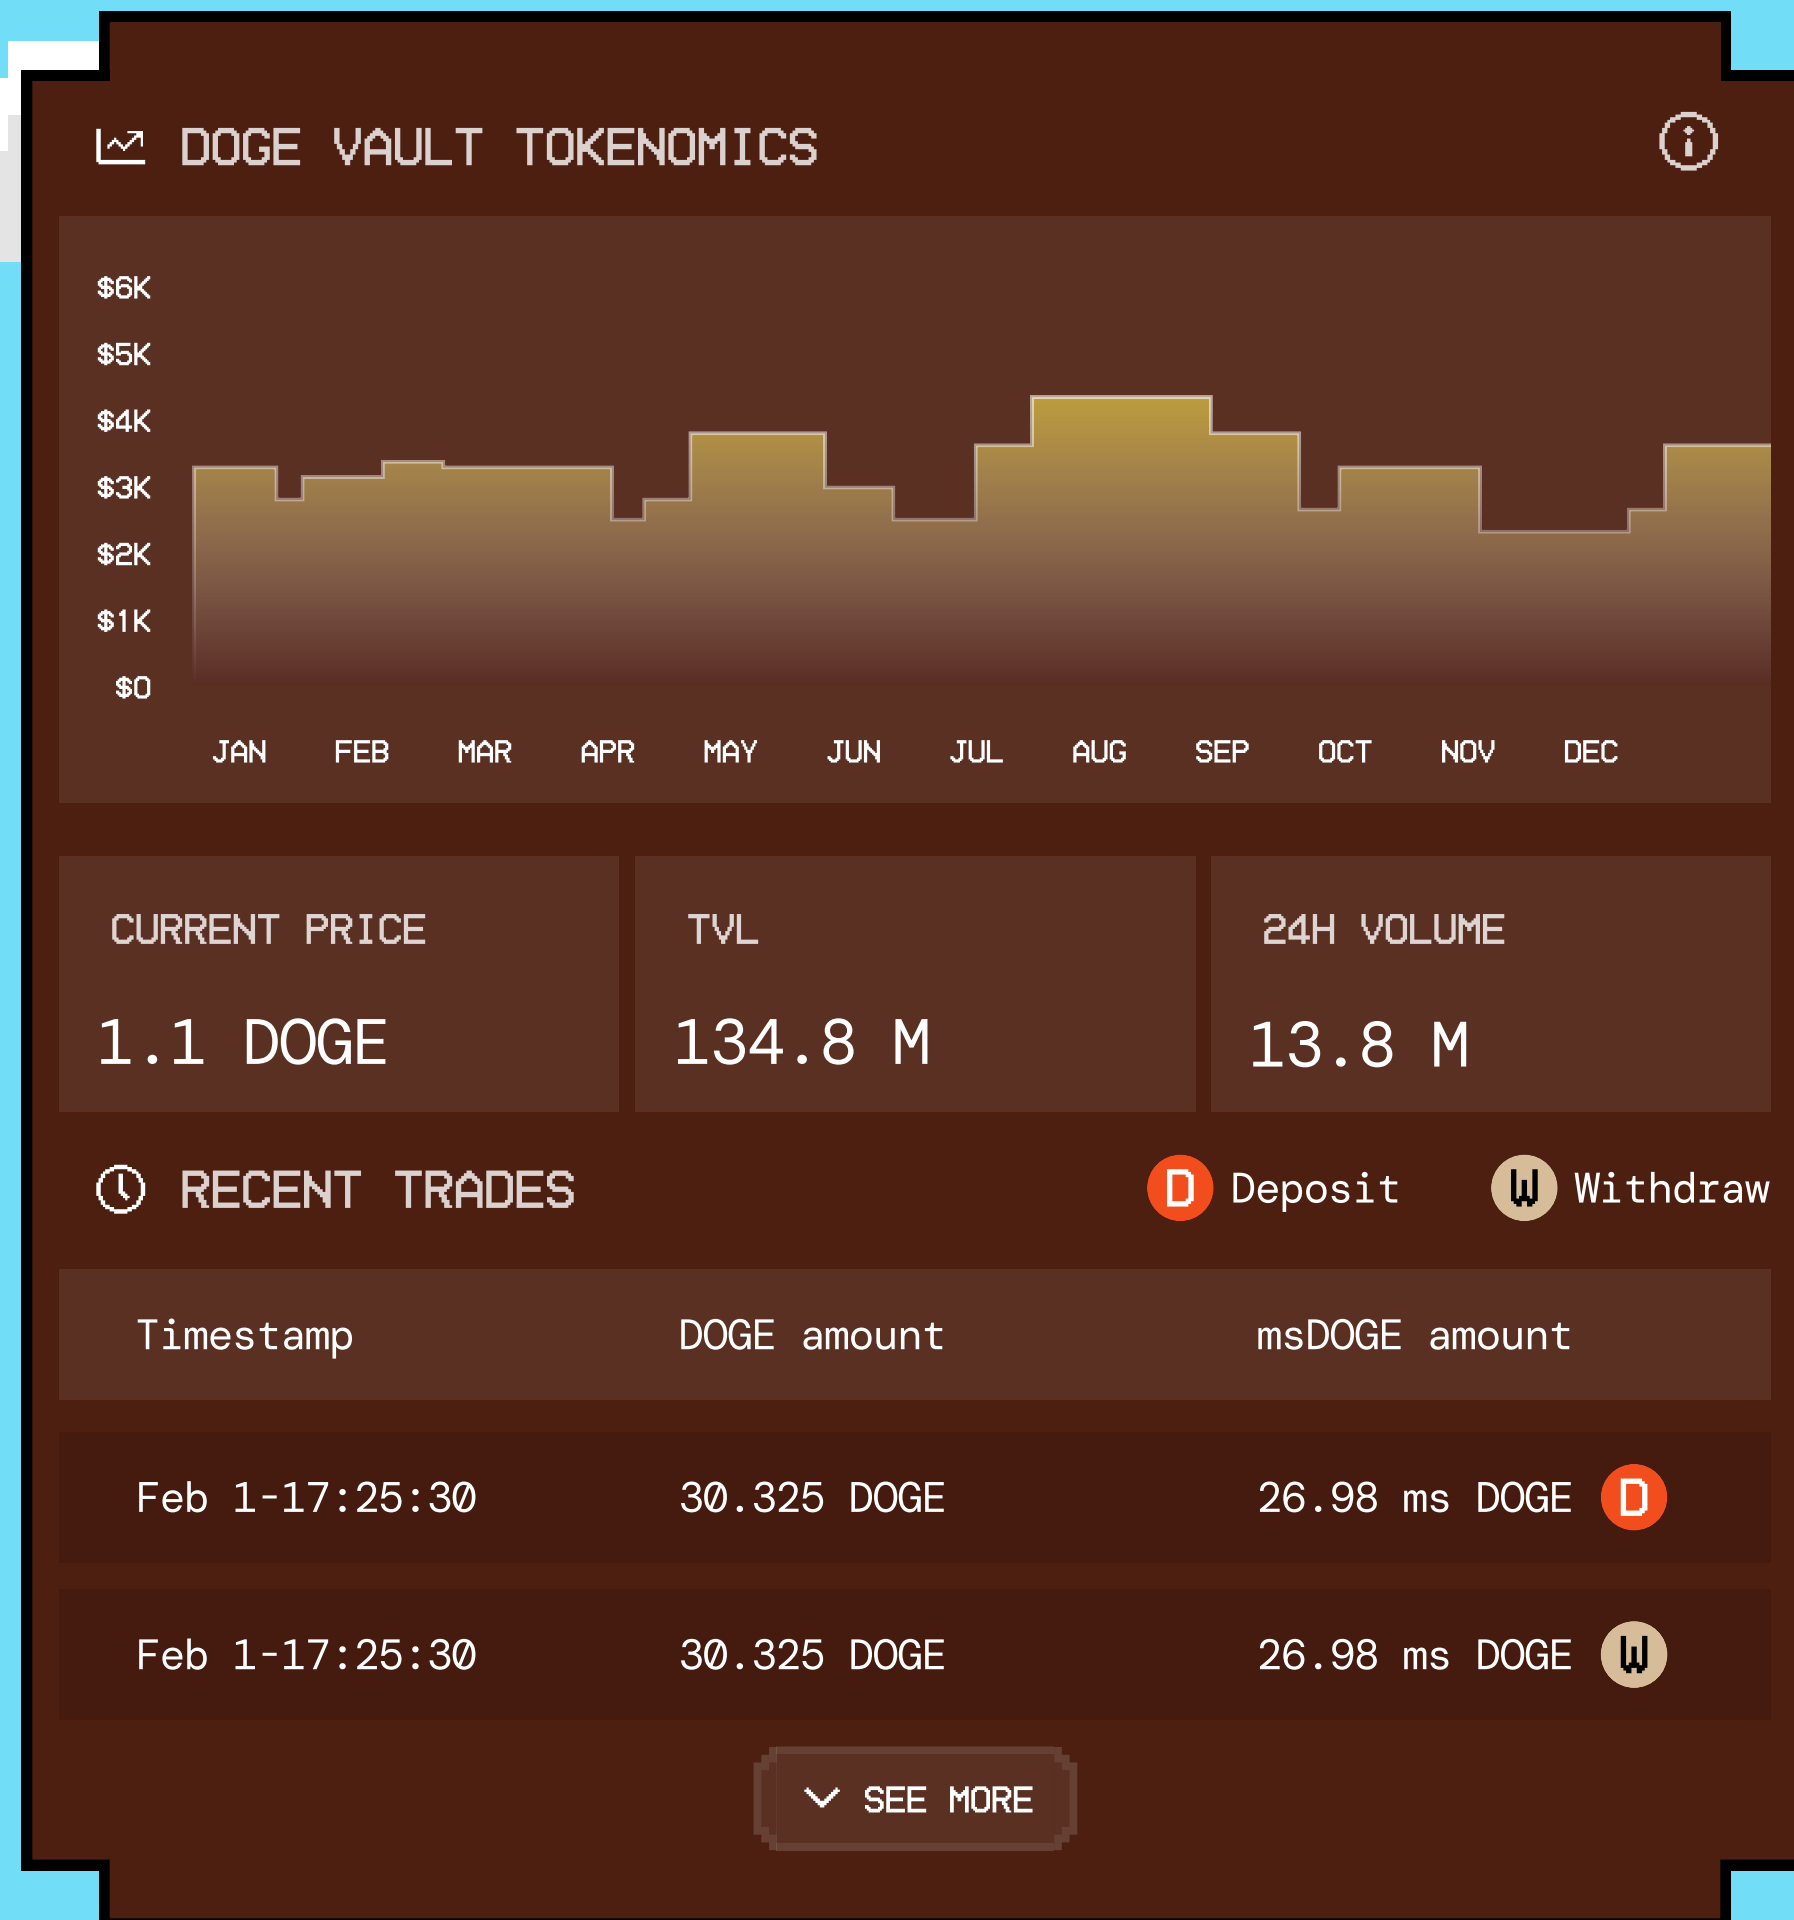 DOGE VAULT TOKENOMICS
$6K
$5K
$4K
$3K
$2K
$1K
$0
JAN FEB MAR APR MAY JUN JUL AUG SEP OCT NOV DEC
CURRENT PRICE TVL 24H VOLUME
1.1 DOGE 134.8 M 13.8 M
RECENT TRADES D Deposit W Withdraw
Timestamp DOGE amount msDOGE amount
Feb 1-17:25:30 30.325 DOGE 26.98 ms DOGE D
Feb 1-17:25:30 30.325 DOGE 26.98 ms DOGE W
SEE MORE